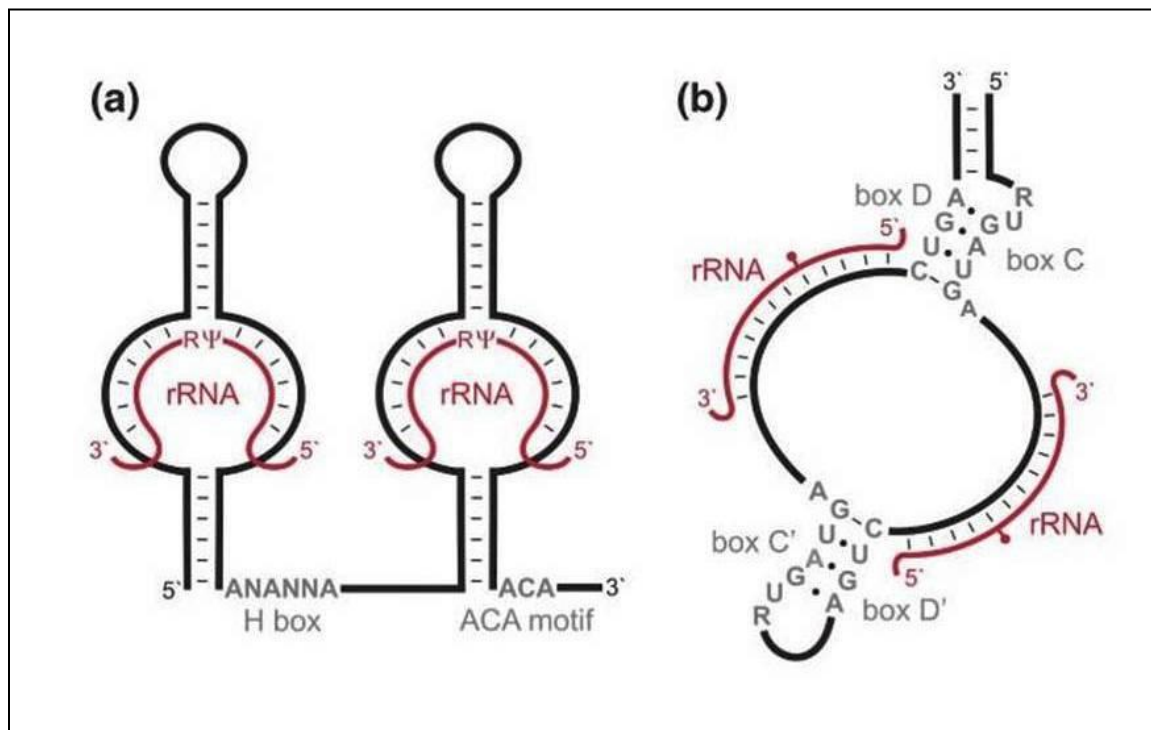 (a)
RΨ
rRNA
3`
5`
RΨ
rRNA
3`
5`
5`
ANANNA
H box
ACA
3`
ACA motif
(b)
3` 5`
box D
A
G
U
C
R
U
G
A
U
G
A
box C
5`
rRNA
3`
3`
rRNA
5`
A
G
U
A
G
U
R
box C'
C
U
G
A
box D'